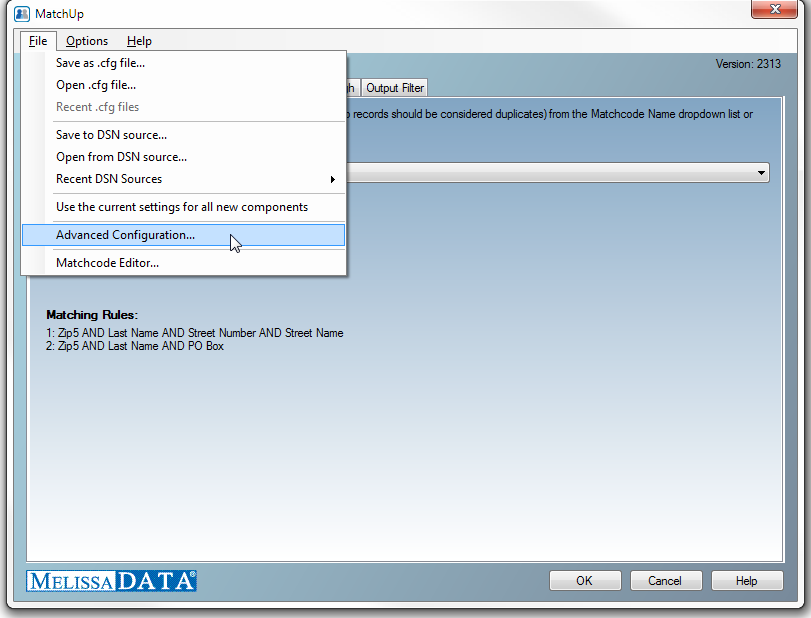 MatchUp
File Options Help
Version: 2313
Save as .cfg file...
Open .cfg file...
Recent .cfg files
Save to DSN source...
Open from DSN source...
Recent DSN Sources
Use the current settings for all new components
Advanced Configuration...
Matchcode Editor...
Output Filter
records should be considered duplicates) from the Matchcode Name dropdown list or
Matching Rules:
1: Zip5 AND Last Name AND Street Number AND Street Name
2: Zip5 AND Last Name AND PO Box
MELISSA DATA®
OK Cancel Help